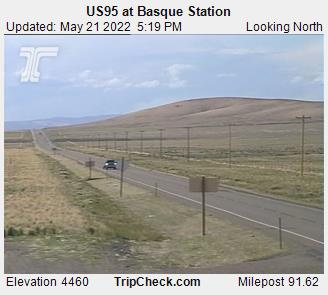 US95 at Basque Station
Updated: May 21 2022 5:19 PM Looking North
Elevation 4460 TripCheck.com Milepost 91.62